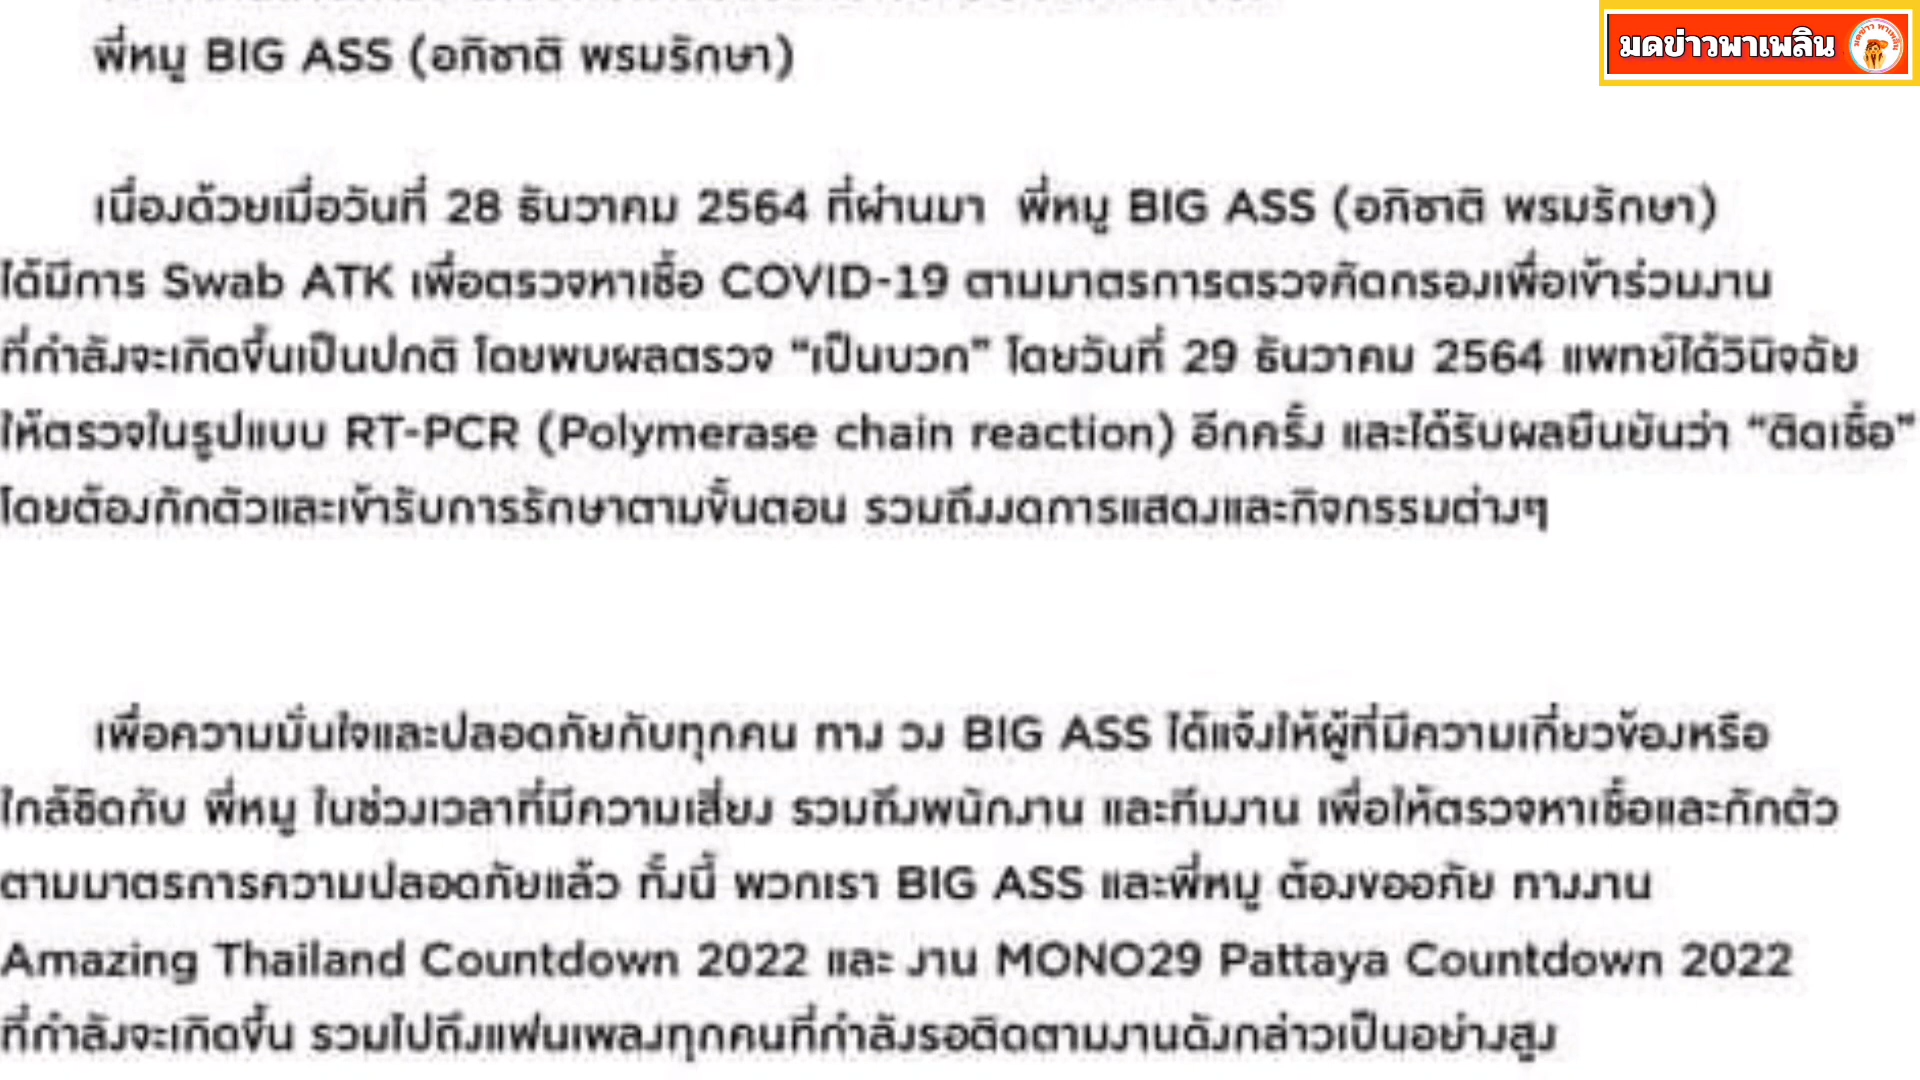 มดข่าวพาเพลิน
พี่หมู BIG ASS (อภิชาติ พรมรักษา)
เนื่องด้วยเมื่อวันที่ 28 ธันวาคม 2564 ที่ผ่านมา พี่หมู BIG ASS (อภิชาติ พรมรักษา)
ได้มีการ Swab ATK เพื่อตรวจหาเชื้อ COVID-19 ตามมาตรการตรวจคัดกรองเพื่อเข้าร่วมงาน
ที่กำลังจะเกิดขึ้นเป็นปกติ โดยพบผลตรวจ “เป็นบวก” โดยวันที่ 29 ธันวาคม 2564 แพทย์ได้วินิจฉัย
ให้ตรวจในรูปแบบ RT-PCR (Polymerase chain reaction) อีกครั้ง และได้รับผลยืนยันว่า “ติดเชื้อ”
โดยต้องกักตัวและเข้ารับการรักษาตามขั้นตอน รวมถึงงดการแสดงและกิจกรรมต่างๆ
เพื่อความมั่นใจและปลอดภัยกับทุกคน ทาง วง BIG ASS ได้แจ้งให้ผู้ที่มีความเกี่ยวข้องหรือ
ใกล้ชิดกับ พี่หมู ในช่วงเวลาที่มีความเสี่ยง รวมถึงพนักงาน และทีมงาน เพื่อให้ตรวจหาเชื้อและกักตัว
ตามมาตรการความปลอดภัยแล้ว ทั้งนี้ พวกเรา BIG ASS และพี่หมู ต้องขออภัย ทางงาน
Amazing Thailand Countdown 2022 และ งาน MONO29 Pattaya Countdown 2022
ที่กำลังจะเกิดขึ้น รวมไปถึงแฟนเพลงทุกคนที่กำลังรอติดตามงานดังกล่าวเป็นอย่างสูง